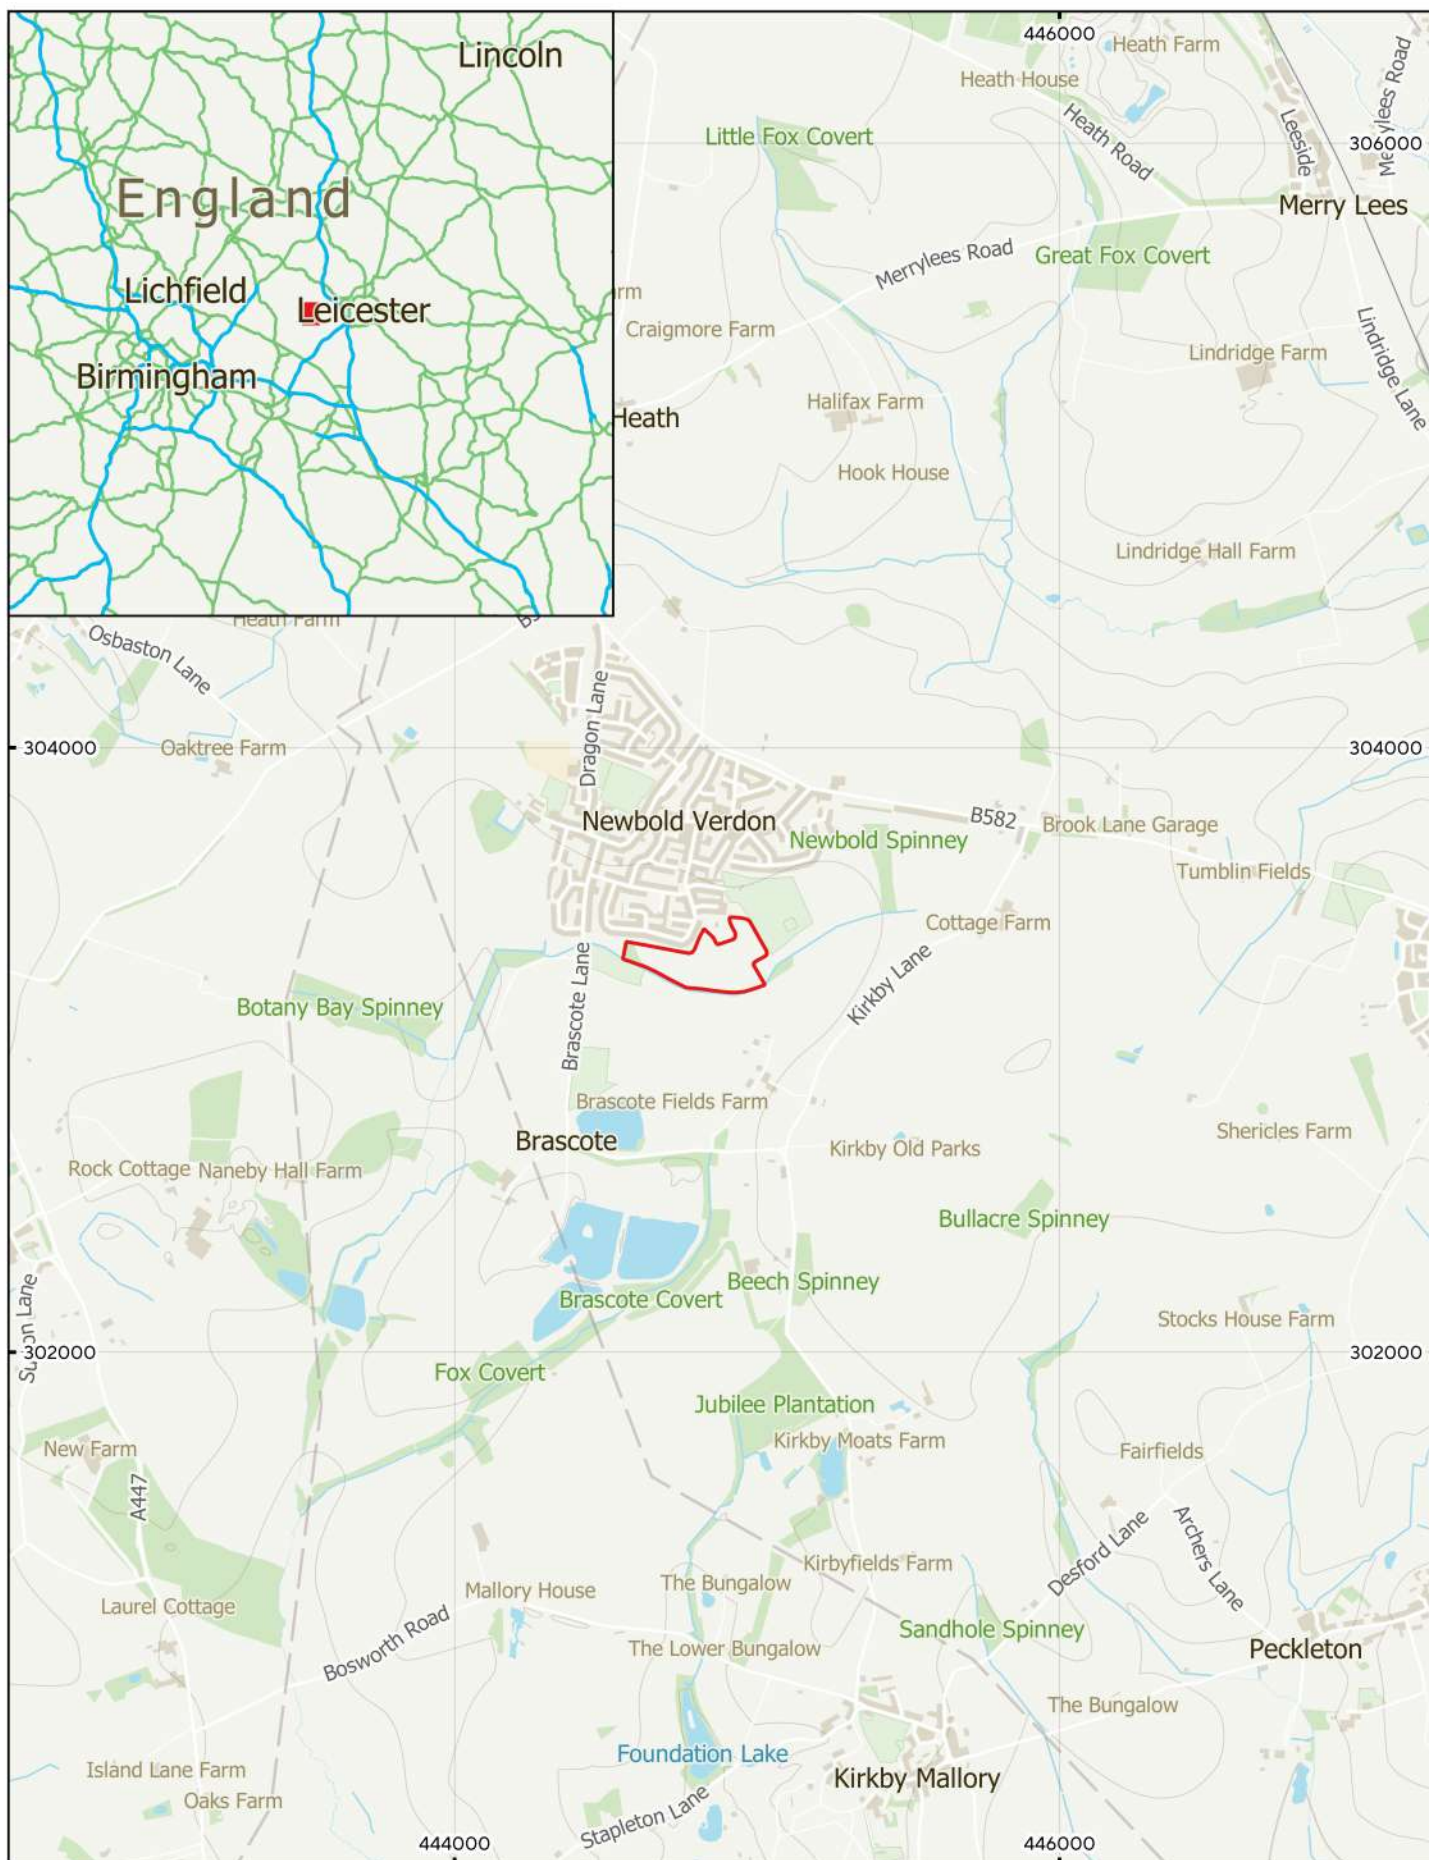 Lincoln
England
Lichfield
Leicester
Birmingham
446000
Heath Farm
Heath House
Merrylees Road
Leeside
Heath Road
Little Fox Covert
306000
Merry Lees
Merrylees Road
Great Fox Covert
Craigmore Farm
Lindridge Lane
Lindridge Farm
Halifax Farm
Heath
Hook House
Lindridge Hall Farm
Heath Farm
Osbaston Lane
Dragon Lane
304000
Oaktree Farm
304000
Newbold Verdon
B582
Brook Lane Garage
Newbold Spinney
Tumblin Fields
Cottage Farm
Kirkby Lane
Brascote Lane
Botany Bay Spinney
Brascote Fields Farm
Brascote
Kirkby Old Parks
Shericles Farm
Rock Cottage
Naneby Hall Farm
Bullacre Spinney
Beech Spinney
Brascote Covert
Stocks House Farm
Lane
302000
302000
Fox Covert
Jubilee Plantation
Kirkby Moats Farm
New Farm
Fairfields
A447
Archers Lane
Desford Lane
Kirbyfields Farm
The Bungalow
Mallory House
Laurel Cottage
Bosworth Road
Sandhole Spinney
The Lower Bungalow
Peckleton
The Bungalow
Foundation Lake
Island Lane Farm
Kirkby Mallory
Oaks Farm
Stapleton Lane
444000
446000